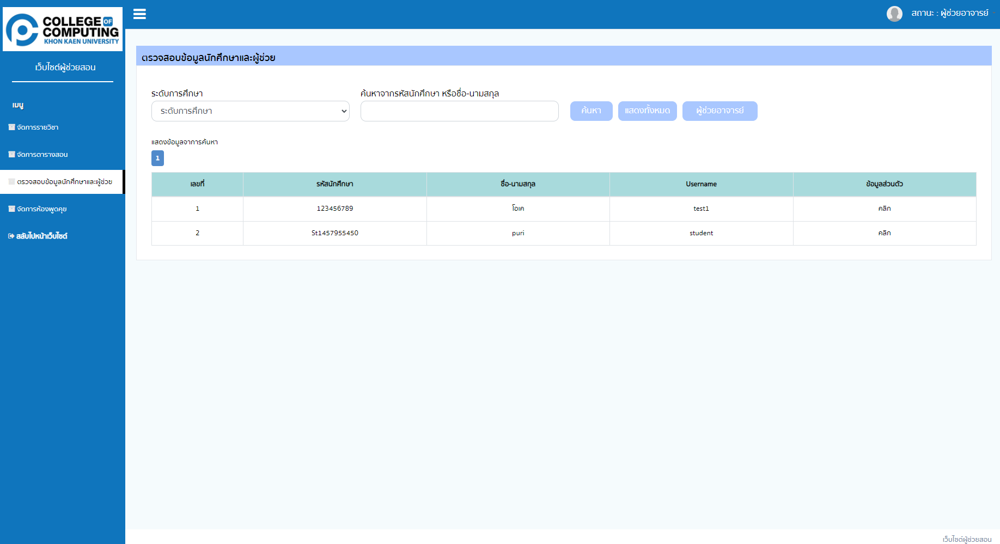 COLLEGE OF
COMPUTING
KHON KAEN UNIVERSITY
เว็บไซต์ผู้ช่วยสอน
เมนู
จัดการรายวิชา
จัดการตารางสอน
ตรวจสอบข้อมูลนักศึกษาและผู้ช่วย
จัดการห้องพูดคุย
สลับไปหน้าเว็บไซต์
สถานะ : ผู้ช่วยอาจารย์
ตรวจสอบข้อมูลนักศึกษาและผู้ช่วย
ระดับการศึกษา ค้นหาจากรหัสนักศึกษา หรือชื่อ-นามสกุล
ระดับการศึกษา ค้นหา แสดงทั้งหมด ผู้ช่วยอาจารย์
แสดงข้อมูลจาการค้นหา
1
เลขที่ รหัสนักศึกษา ชื่อ-นามสกุล Username ข้อมูลส่วนตัว
1 123456789 โอเค test1 คลิก
2 St1457955450 puri student คลิก
เว็บไซต์ผู้ช่วยสอน